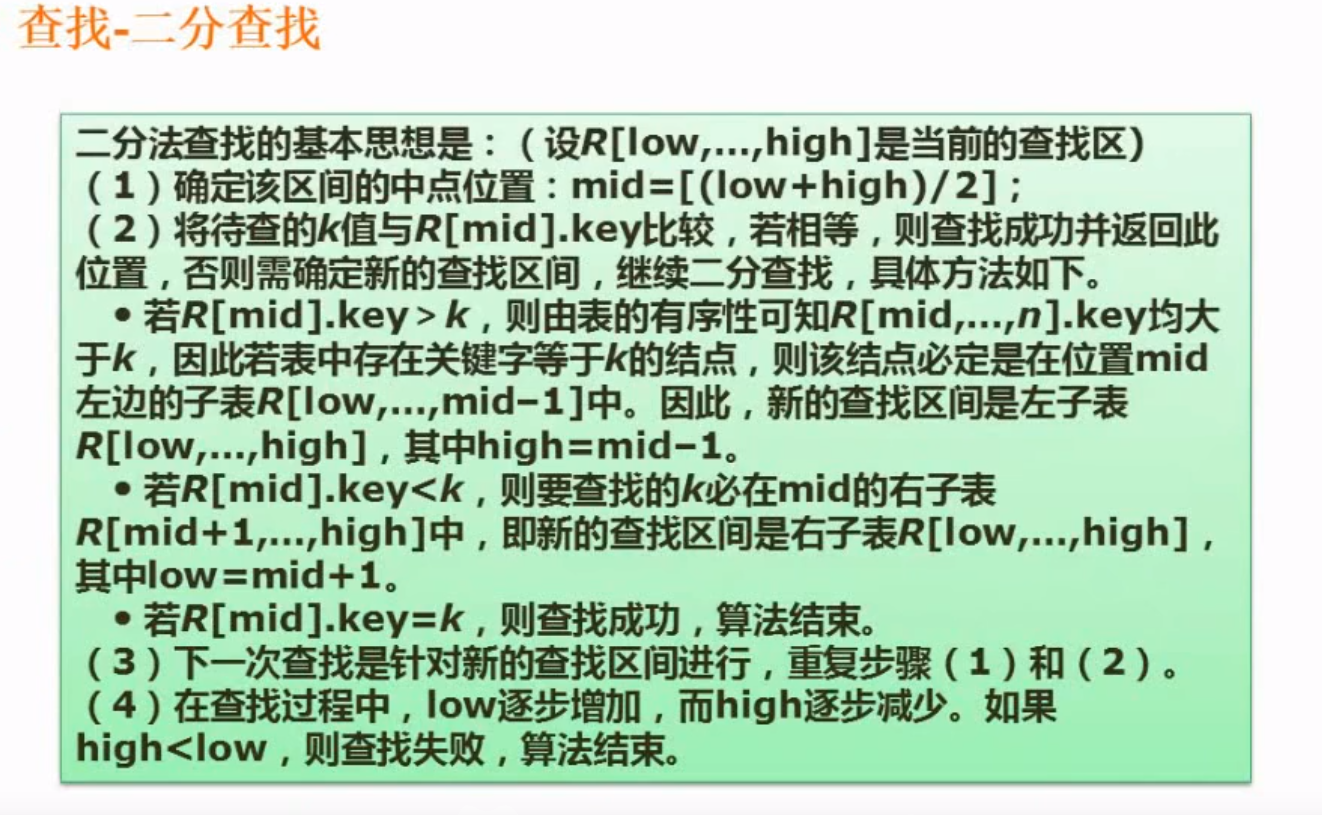 查找-二分查找
二分法查找的基本思想是：（设R[low,…,high]是当前的查找区)
（1）确定该区间的中点位置：mid=[(low+high)/2]；
（2）将待查的k值与R[mid].key比较，若相等，则查找成功并返回此
位置，否则需确定新的查找区间，继续二分查找，具体方法如下。
•若R[mid].key＞k，则由表的有序性可知R[mid,…,n].key均大
于k，因此若表中存在关键字等于k的结点，则该结点必定是在位置mid
左边的子表R[low,…,mid−1]中。因此，新的查找区间是左子表
R[low,…,high]，其中high=mid−1。
•若R[mid].key<k，则要查找的k必在mid的右子表
R[mid+1,…,high]中，即新的查找区间是右子表R[low,…,high]，
其中low=mid+1。
•若R[mid].key=k，则查找成功，算法结束。
（3）下一次查找是针对新的查找区间进行，重复步骤（1）和（2）。
（4）在查找过程中，low逐步增加，而high逐步减少。如果
high<low，则查找失败，算法结束。